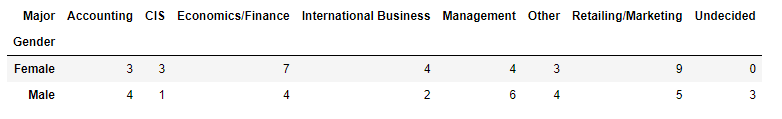 Major Accounting CIS Economics/Finance International Business Management Other Retailing/Marketing Undecided
Gender
Female 3 3 7 4 4 3 9 0
Male 4 1 4 2 6 4 5 3